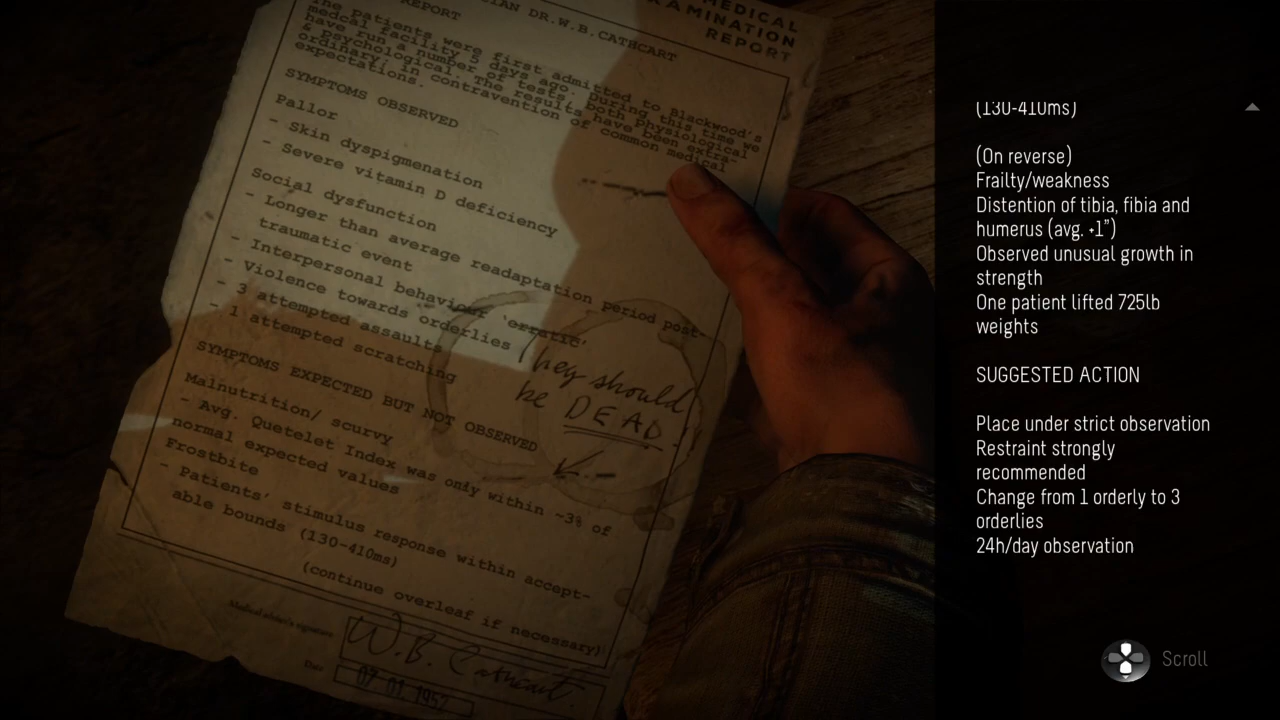 MEDICAL
EXAMINATION
REPORT
DR.W.B.CATHCART
REPORT
The patients were first admitted to Blackwood's
medcal facility 5 days ago. During this time we
have run a number of tests, both physiological
& psychological. The results have been extra-
ordinary; in contravention of common medical
expectations.
SYMPTOMS OBSERVED
Pallor
- Skin dyspigmenation
- Severe vitamin D deficiency
Social dysfunction
- Longer than average readaptation period post-
traumatic event
- Interpersonal behaviour 'erratic'
- Violence towards orderlies
- 3 attempted assaults
- 1 attempted scratching
They should
be DEAD!
SYMPTOMS EXPECTED BUT NOT OBSERVED
Malnutrition/ scurvy
- Avg. Quetelet Index was only within ~3% of
normal expected values
Frostbite
- Patients' stimulus response within accept-
able bounds (130-410ms)
(continue overleaf if necessary)
Medical officer's signature
W.B. Cathcart.
Date
07 01 1952
(130-410ms)
(On reverse)
Frailty/weakness
Distention of tibia, fibia and
humerus (avg. +1")
Observed unusual growth in
strength
One patient lifted 725lb
weights
SUGGESTED ACTION
Place under strict observation
Restraint strongly
recommended
Change from 1 orderly to 3
orderlies
24h/day observation
Scroll